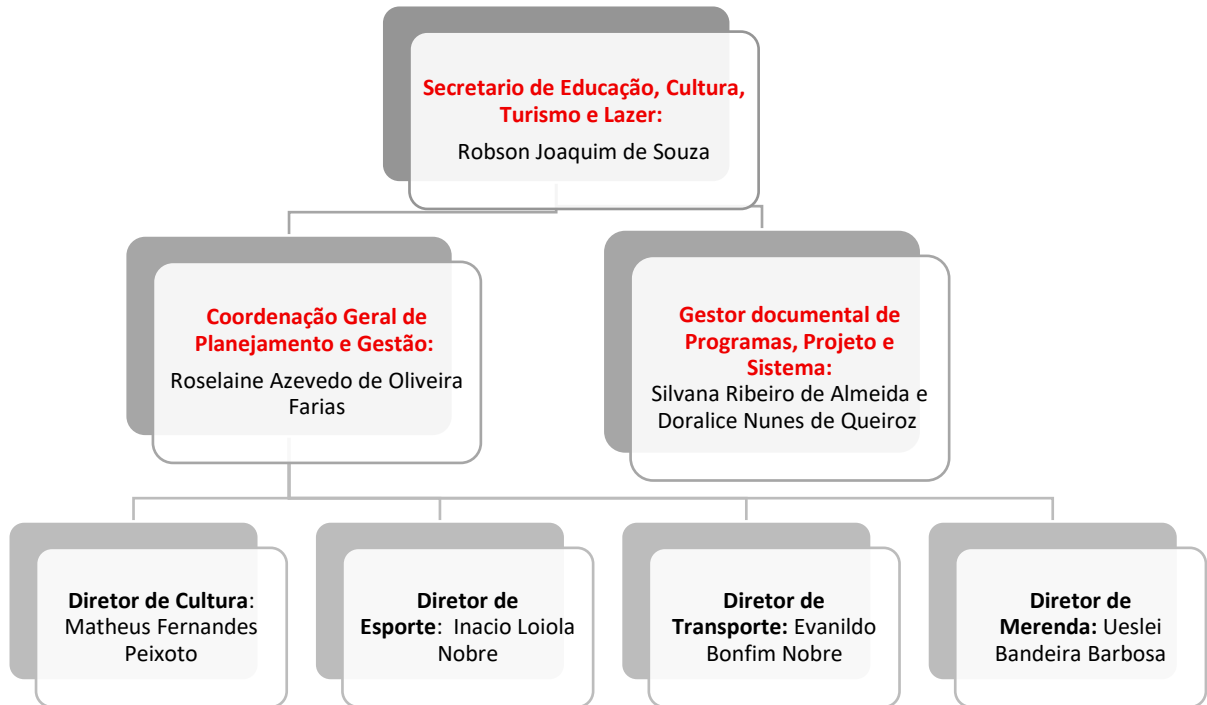 Secretario de Educação, Cultura,
Turismo e Lazer:
Robson Joaquim de Souza
Coordenação Geral de
Planejamento e Gestão:
Roselaine Azevedo de Oliveira
Farias
Gestor documental de
Programas, Projeto e
Sistema:
Silvana Ribeiro de Almeida e
Doralice Nunes de Queiroz
Diretor de Cultura:
Matheus Fernandes
Peixoto
Diretor de
Esporte: Inacio Loiola
Nobre
Diretor de
Transporte: Evanildo
Bonfim Nobre
Diretor de
Merenda: Ueslei
Bandeira Barbosa